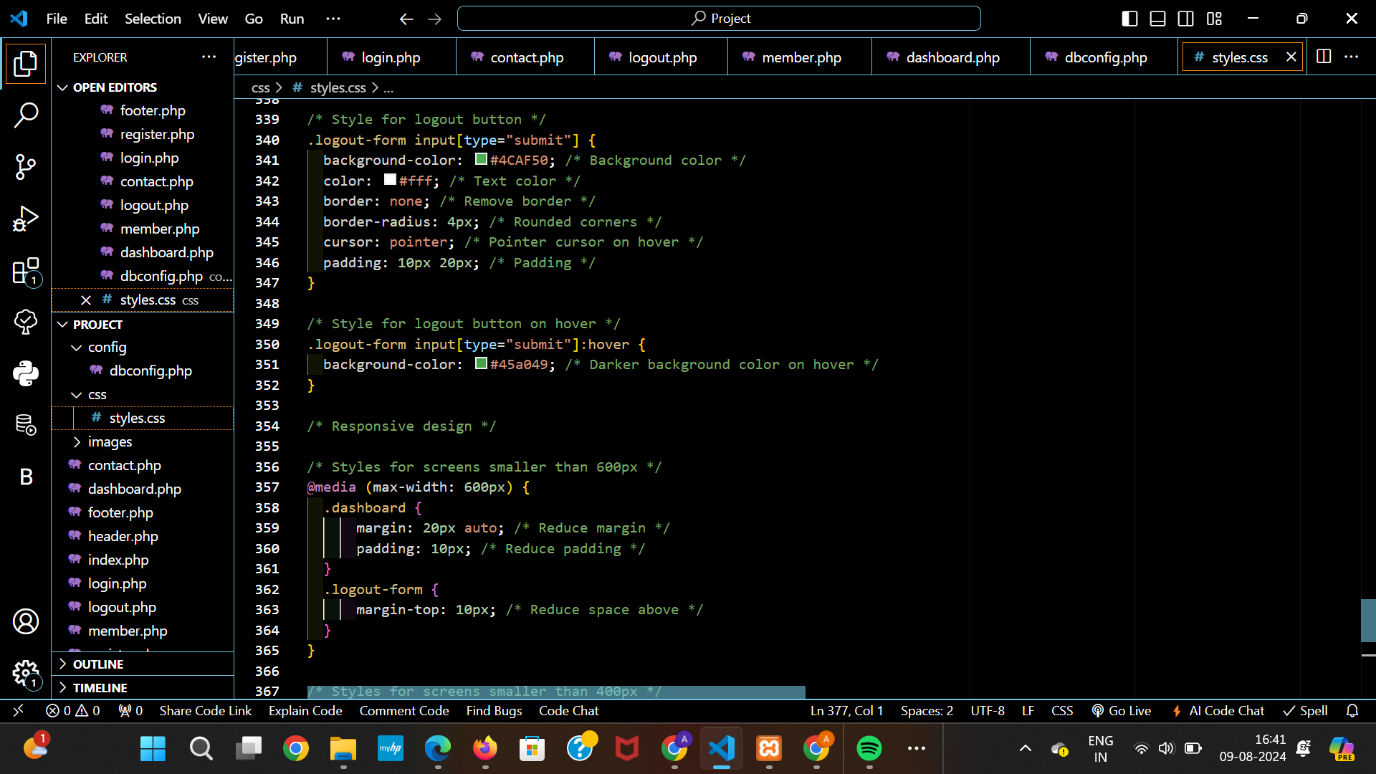 File Edit Selection View Go Run ··· Project
EXPLORER
gister.php login.php contact.php logout.php member.php dashboard.php dbconfig.php # styles.css
OPEN EDITORS
css > # styles.css > ...
footer.php
register.php
login.php
contact.php
logout.php
member.php
dashboard.php
dbconfig.php co...
# styles.css css
PROJECT
config
dbconfig.php
css
# styles.css
images
contact.php
dashboard.php
footer.php
header.php
index.php
login.php
logout.php
member.php
OUTLINE
TIMELINE
B
1
1
338
339 /* Style for logout button */
340 .logout-form input[type="submit"] {
341 background-color: #4CAF50; /* Background color */
342 color: #fff; /* Text color */
343 border: none; /* Remove border */
344 border-radius: 4px; /* Rounded corners */
345 cursor: pointer; /* Pointer cursor on hover */
346 padding: 10px 20px; /* Padding */
347 }
348
349 /* Style for logout button on hover */
350 .logout-form input[type="submit"]:hover {
351 background-color: #45a049; /* Darker background color on hover */
352 }
353
354 /* Responsive design */
355
356 /* Styles for screens smaller than 600px */
357 @media (max-width: 600px) {
358 .dashboard {
359 margin: 20px auto; /* Reduce margin */
360 padding: 10px; /* Reduce padding */
361 }
362 .logout-form {
363 margin-top: 10px; /* Reduce space above */
364 }
365 }
366
367 /* Styles for screens smaller than 400px */
0 0 0 Share Code Link Explain Code Comment Code Find Bugs Code Chat Ln 377, Col 1 Spaces: 2 UTF-8 LF CSS Go Live AI Code Chat Spell
1 myhp A A ENG 16:41 PRE
IN 09-08-2024